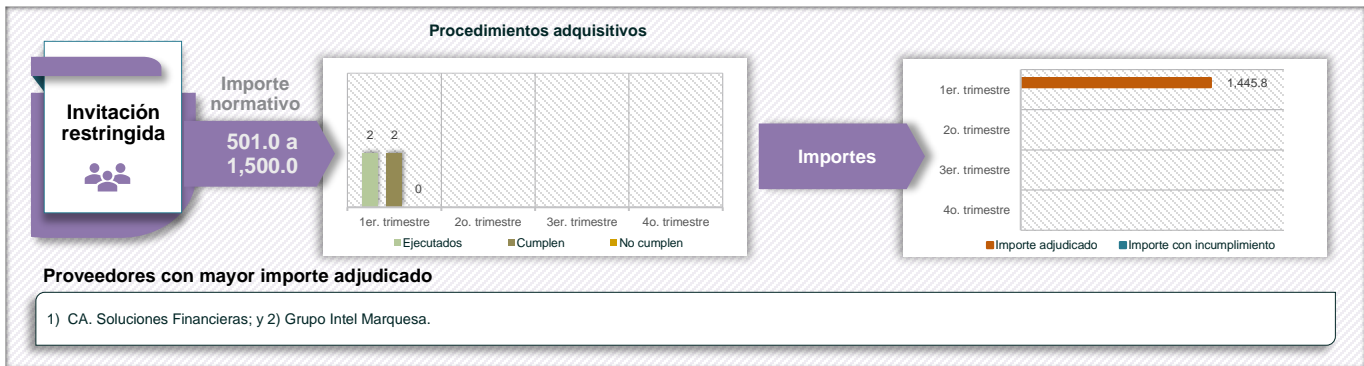 Procedimientos adquisitivos
Invitación
restringida
Importe
normativo
501.0 a
1,500.0
2 2
0
1er. trimestre 2o. trimestre 3er. trimestre 4o. trimestre
Ejecutados Cumplen No cumplen
Importes
1er. trimestre 1,445.8
2o. trimestre
3er. trimestre
4o. trimestre
Importe adjudicado Importe con incumplimiento
Proveedores con mayor importe adjudicado
1) CA. Soluciones Financieras; y 2) Grupo Intel Marquesa.